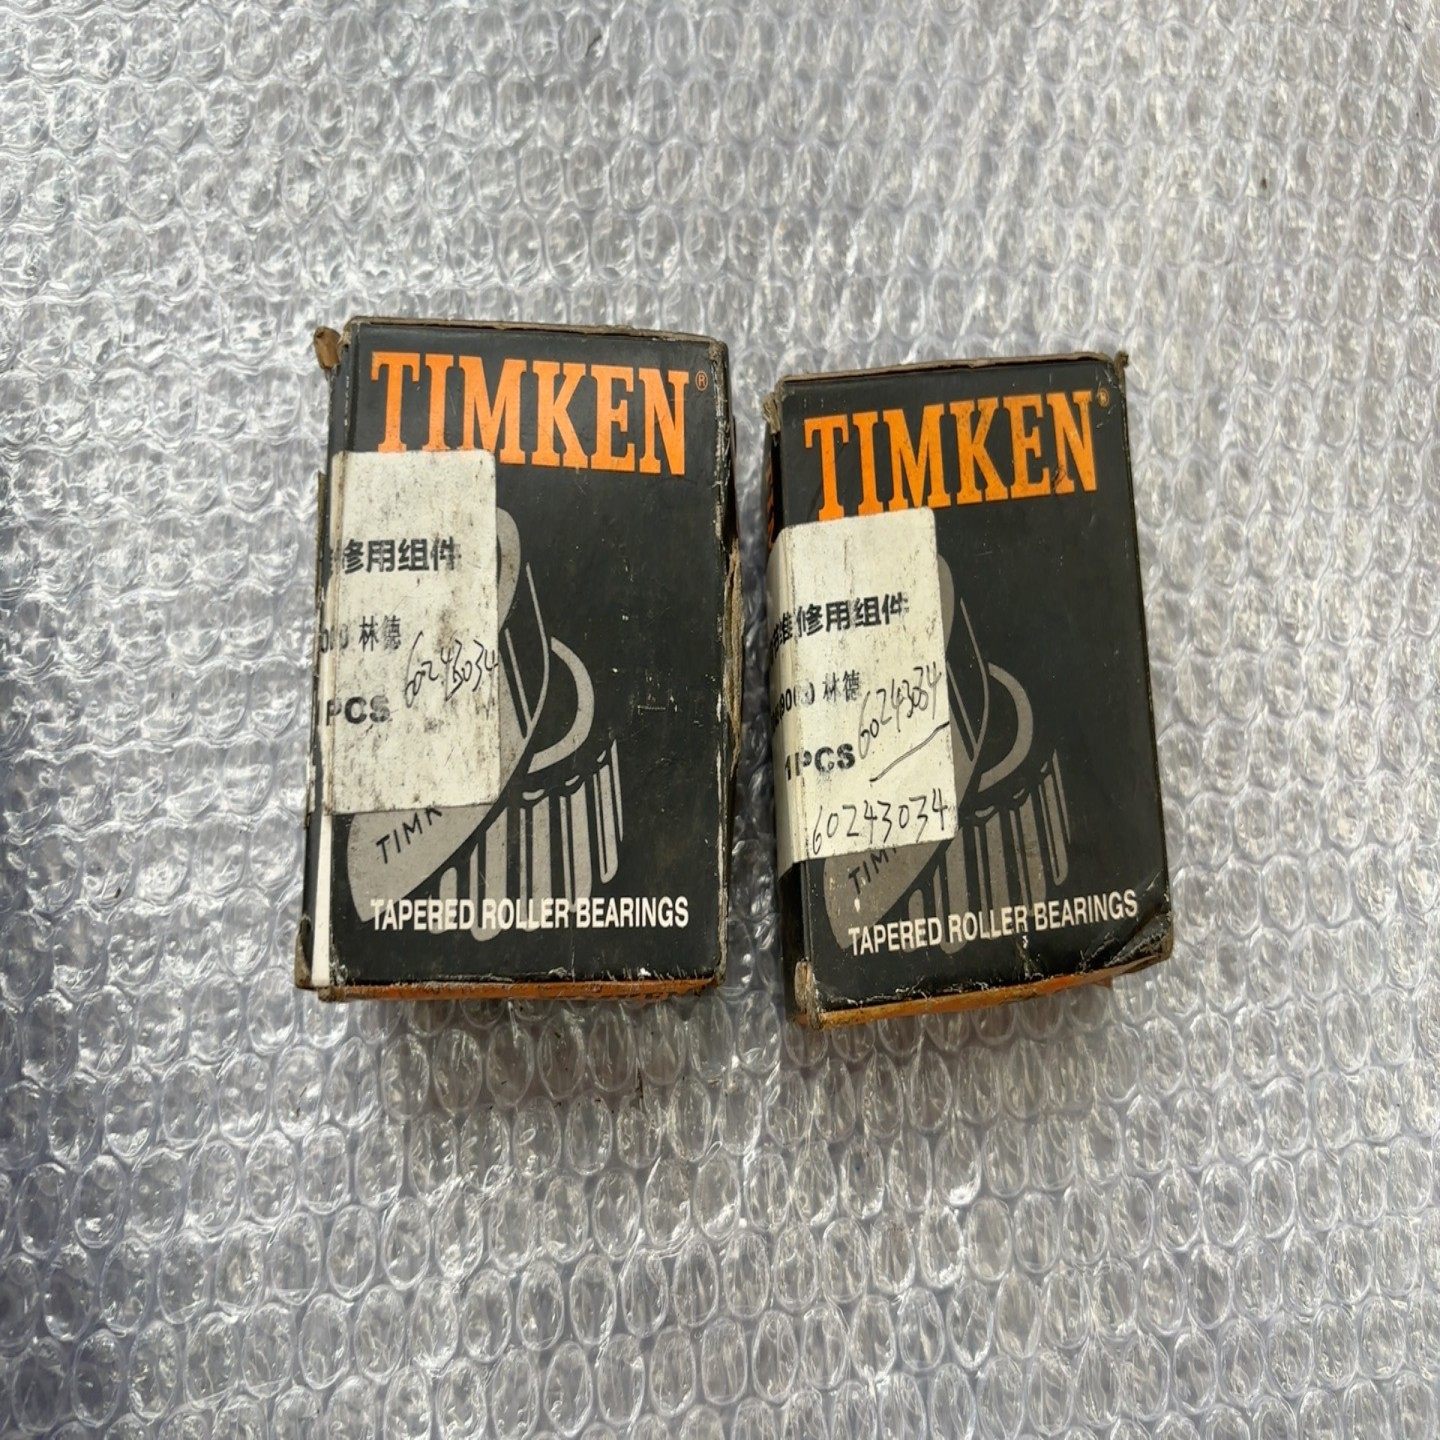 TIMKEN®
修用组件
林德
60243034
1PCS
TIMK
TAPERED ROLLER BEARINGS
TIMKEN®
维修用组件
林德
60243034
1PCS
60243034
TIMK
TAPERED ROLLER BEARINGS